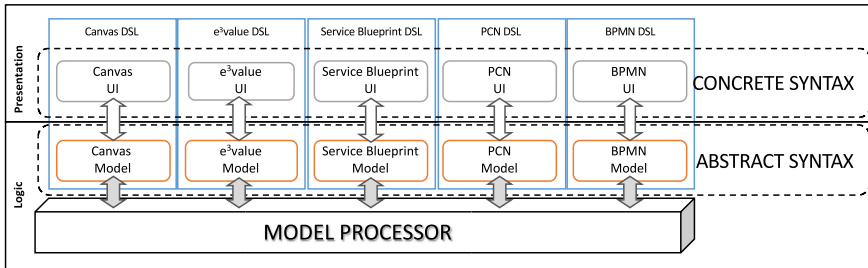 Canvas DSL
e³value DSL
Service Blueprint DSL
PCN DSL
BPMN DSL
Presentation
Canvas
UI
e³value
UI
Service Blueprint
UI
PCN
UI
BPMN
UI
CONCRETE SYNTAX
Logic
Canvas
Model
e³value
Model
Service Blueprint
Model
PCN
Model
BPMN
Model
ABSTRACT SYNTAX
MODEL PROCESSOR